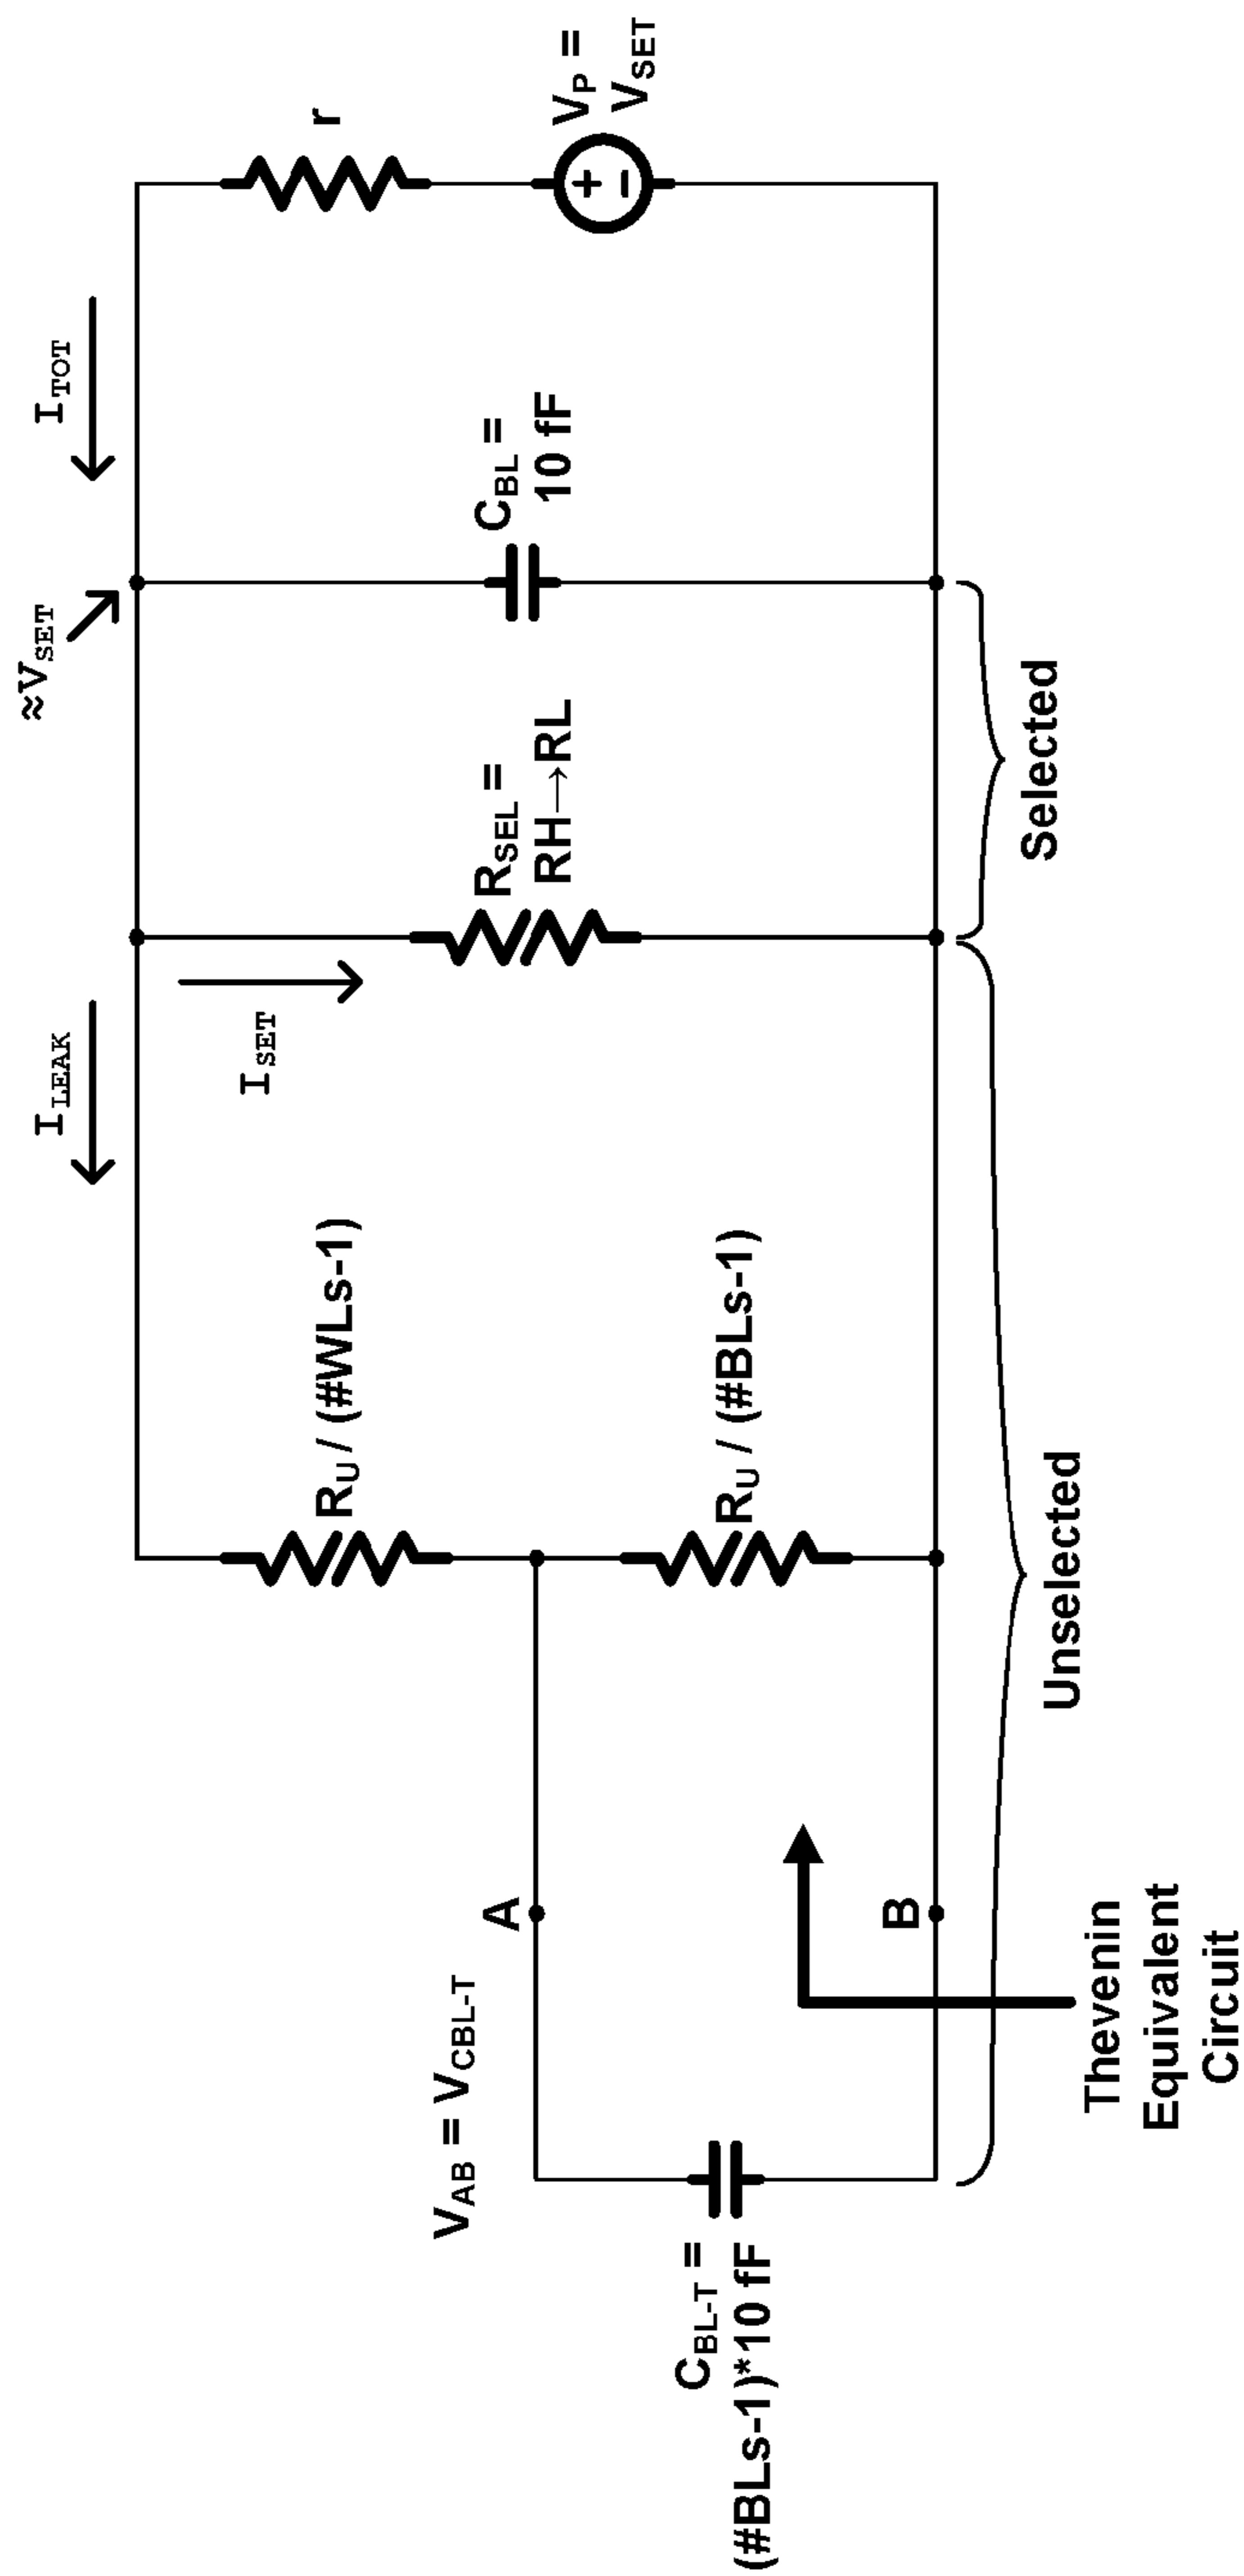 ≈V_SET
I_LEAK
I_TOT
I_SET
R_U / (#WLs-1)
r
V_AB = V_CBL-T
A
R_SEL =
RH→RL
C_BL =
10 fF
V_P =
V_SET
+
−
C_BL-T =
(#BLs-1)*10 fF
R_U / (#BLs-1)
B
Selected
Unselected
Thevenin
Equivalent
Circuit